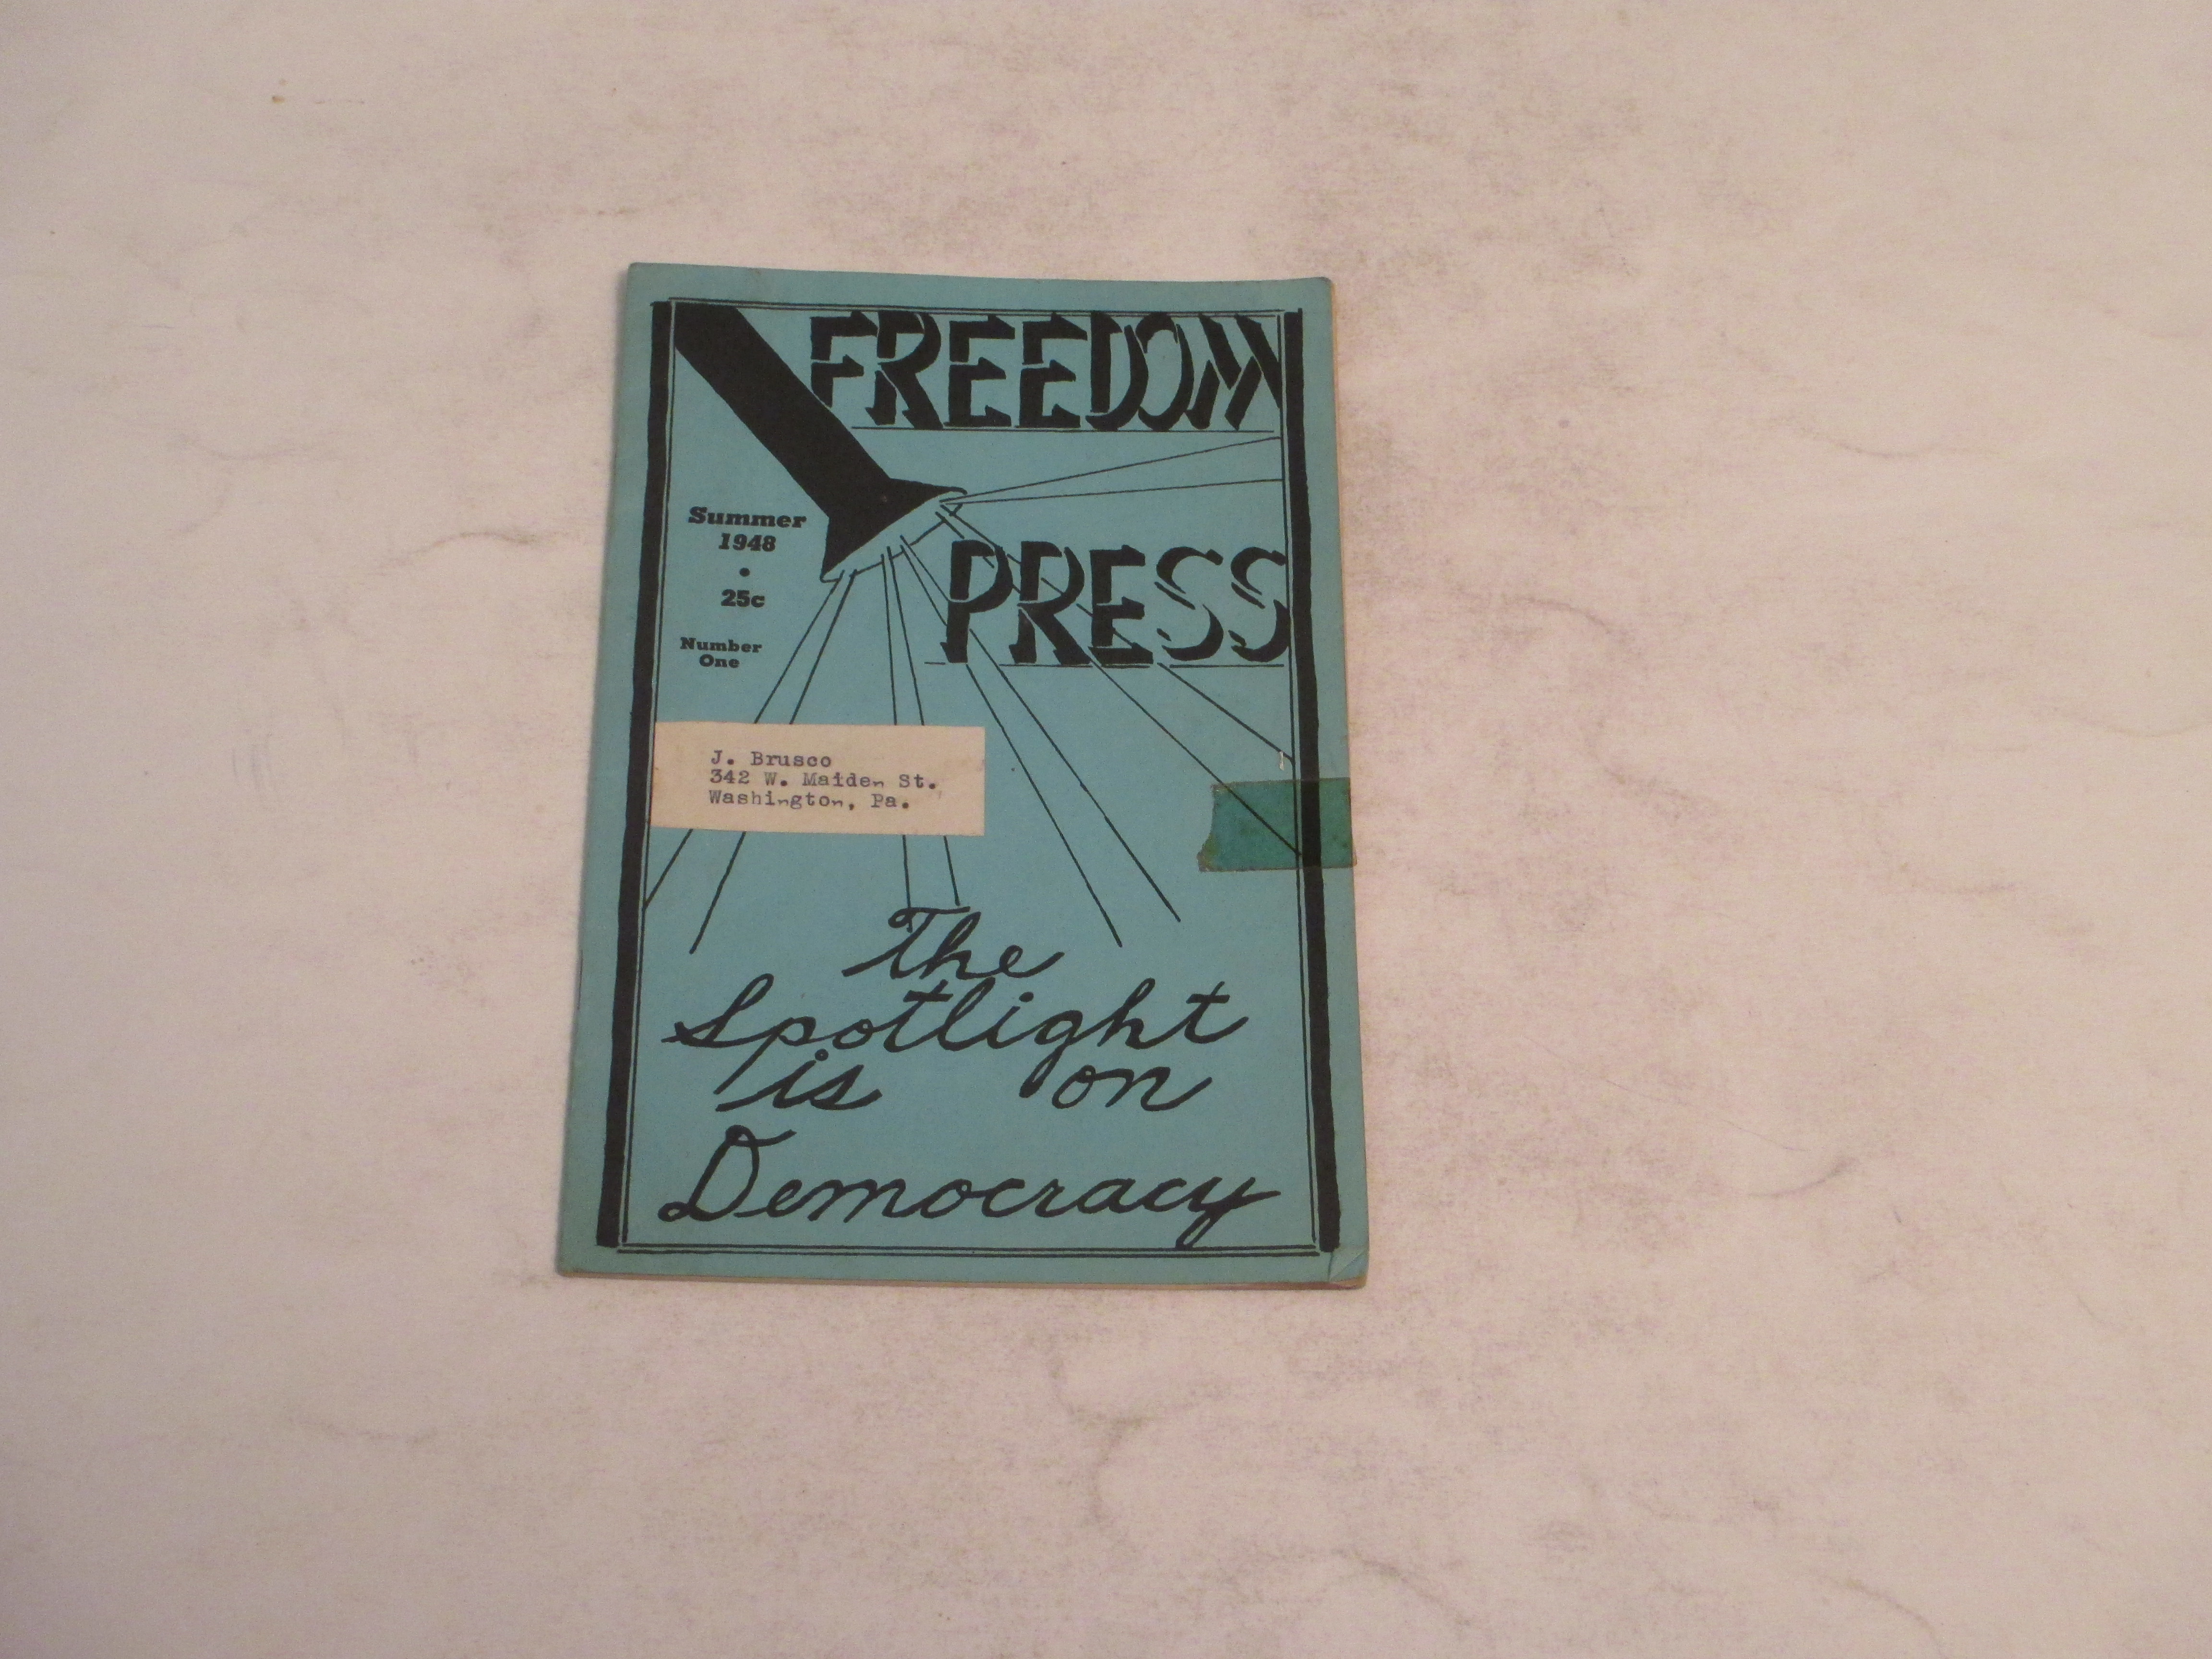 FREEDOM
PRESS
Summer
1948
•
25c
Number
One
J. Brusco
342 W. Maiden St.
Washington, Pa.
The
Spotlight
is on
Democracy